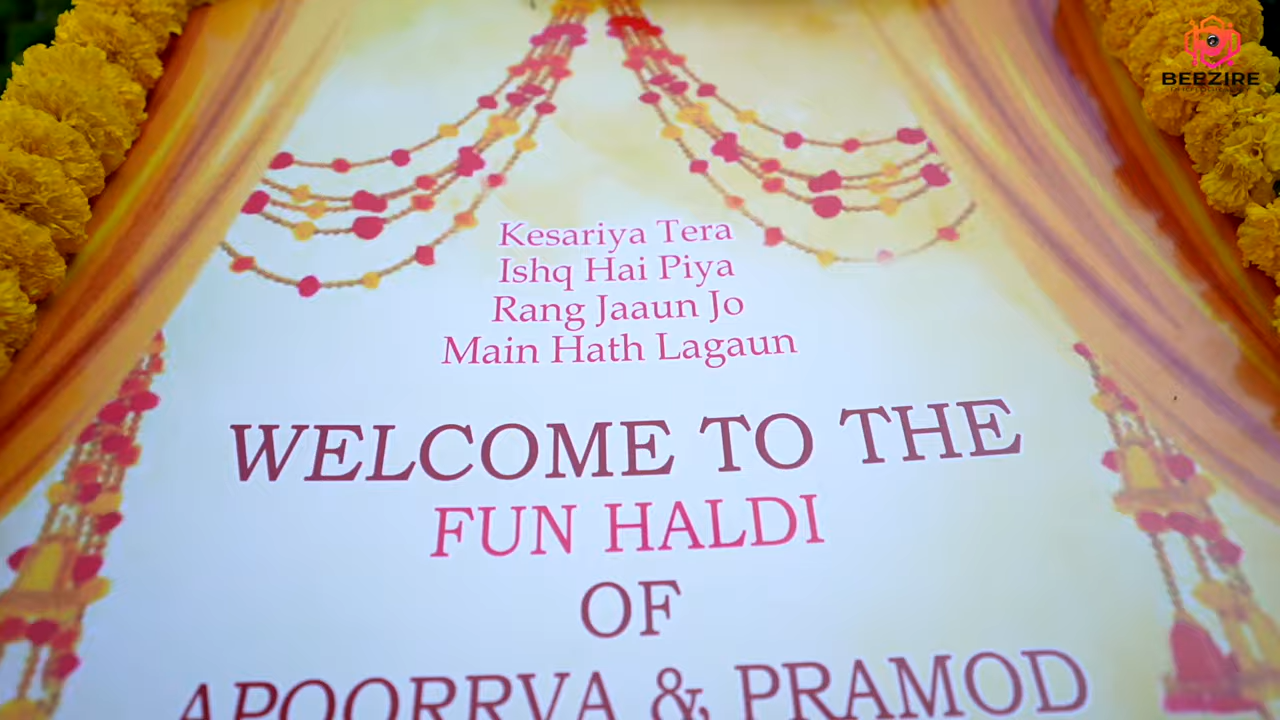 BEEZIRE
PHOTOGRAPHY
Kesariya Tera
Ishq Hai Piya
Rang Jaaun Jo
Main Hath Lagaun
WELCOME TO THE
FUN HALDI
OF
APOORRVA & PRAMOD